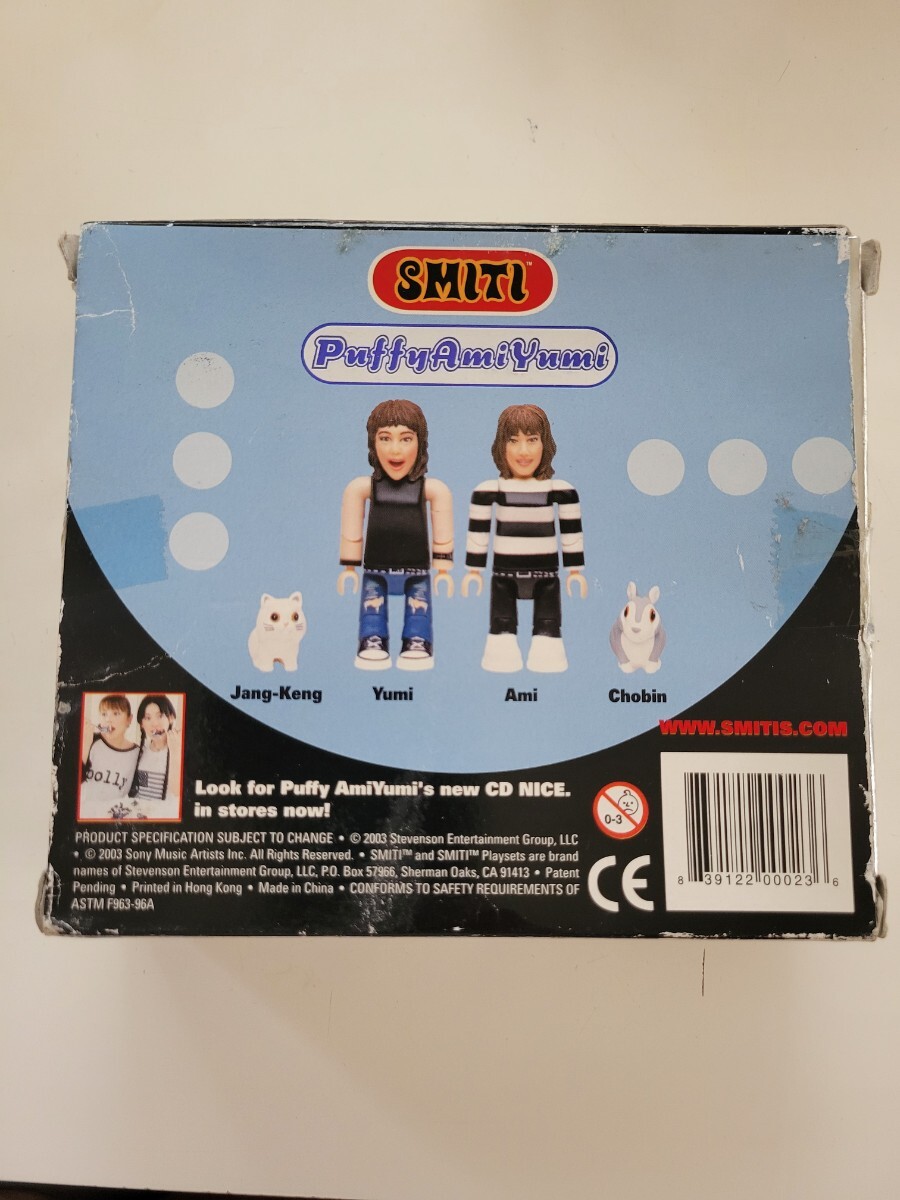 SMITI™
PuffyAmiYumi
Jang-Keng Yumi Ami Chobin
WWW.SMITIS.COM
polly
Look for Puffy AmiYumi's new CD NICE.
in stores now!
0-3
PRODUCT SPECIFICATION SUBJECT TO CHANGE • © 2003 Stevenson Entertainment Group, LLC
• © 2003 Sony Music Artists Inc. All Rights Reserved. • SMITI™ and SMITI™ Playsets are brand
names of Stevenson Entertainment Group, LLC, P.O. Box 57966, Sherman Oaks, CA 91413 • Patent
Pending • Printed in Hong Kong • Made in China • CONFORMS TO SAFETY REQUIREMENTS OF
ASTM F963-96A
CE
8 39122 00023 6